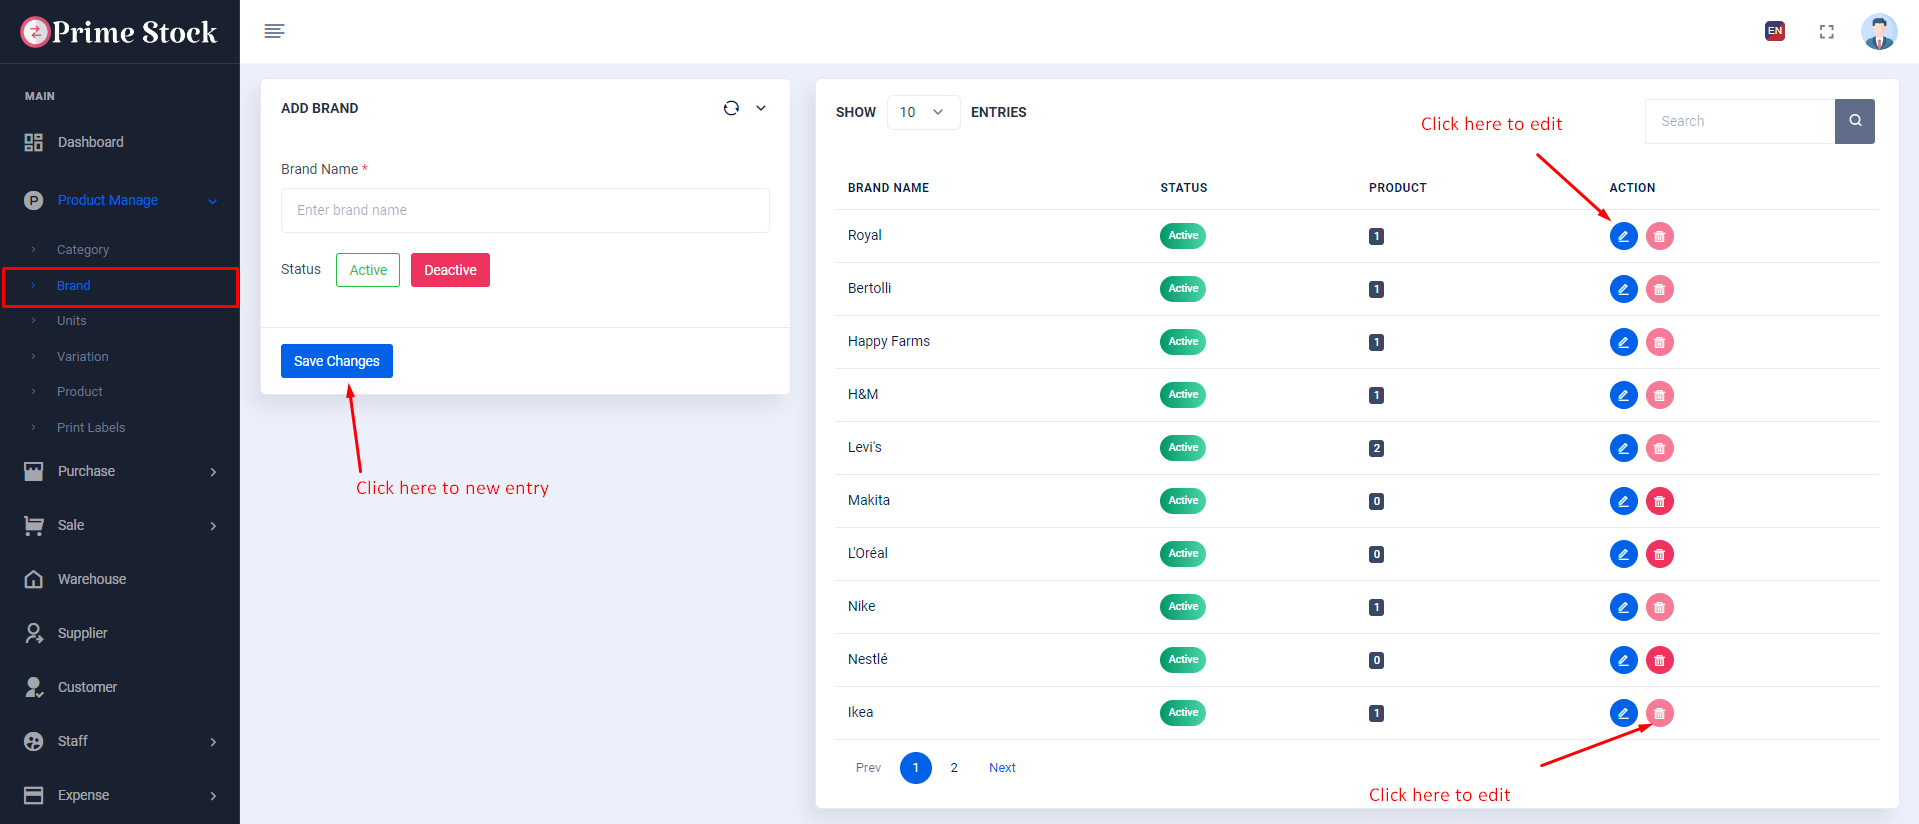 Prime Stock
EN
MAIN
Dashboard
P Product Manage
Category
Brand
Units
Variation
Product
Print Labels
Purchase
Sale
Warehouse
Supplier
Customer
Staff
Expense
ADD BRAND
Brand Name *
Enter brand name
Status Active Deactive
Save Changes
Click here to new entry
SHOW 10 ENTRIES
Click here to edit
Search
BRAND NAME STATUS PRODUCT ACTION
Royal Active 1
Bertolli Active 1
Happy Farms Active 1
H&M Active 1
Levi's Active 2
Makita Active 0
L'Oréal Active 0
Nike Active 1
Nestlé Active 0
Ikea Active 1
Prev 1 2 Next
Click here to edit